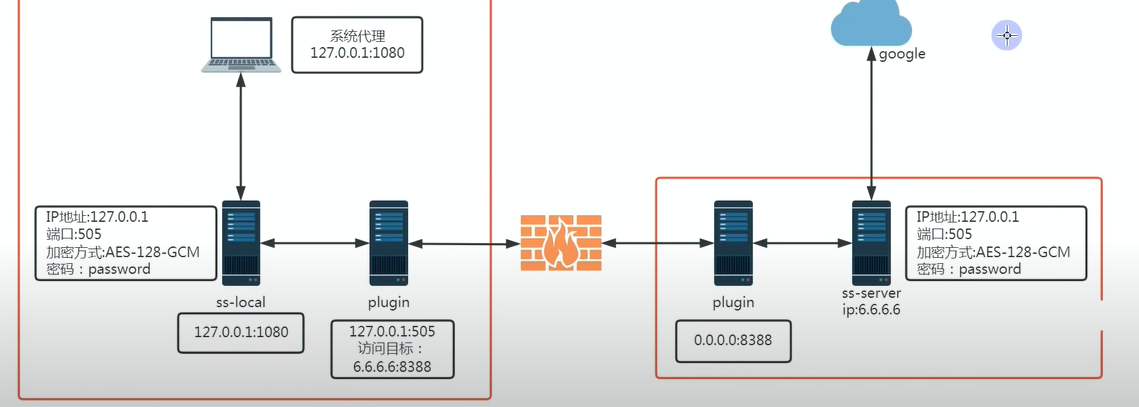 系统代理
127.0.0.1:1080
google
IP地址:127.0.0.1
端口:505
加密方式:AES-128-GCM
密码：password
ss-local
127.0.0.1:1080
plugin
127.0.0.1:505
访问目标：
6.6.6.6:8388
plugin
0.0.0.0:8388
ss-server
ip:6.6.6.6
IP地址:127.0.0.1
端口:505
加密方式:AES-128-GCM
密码：password